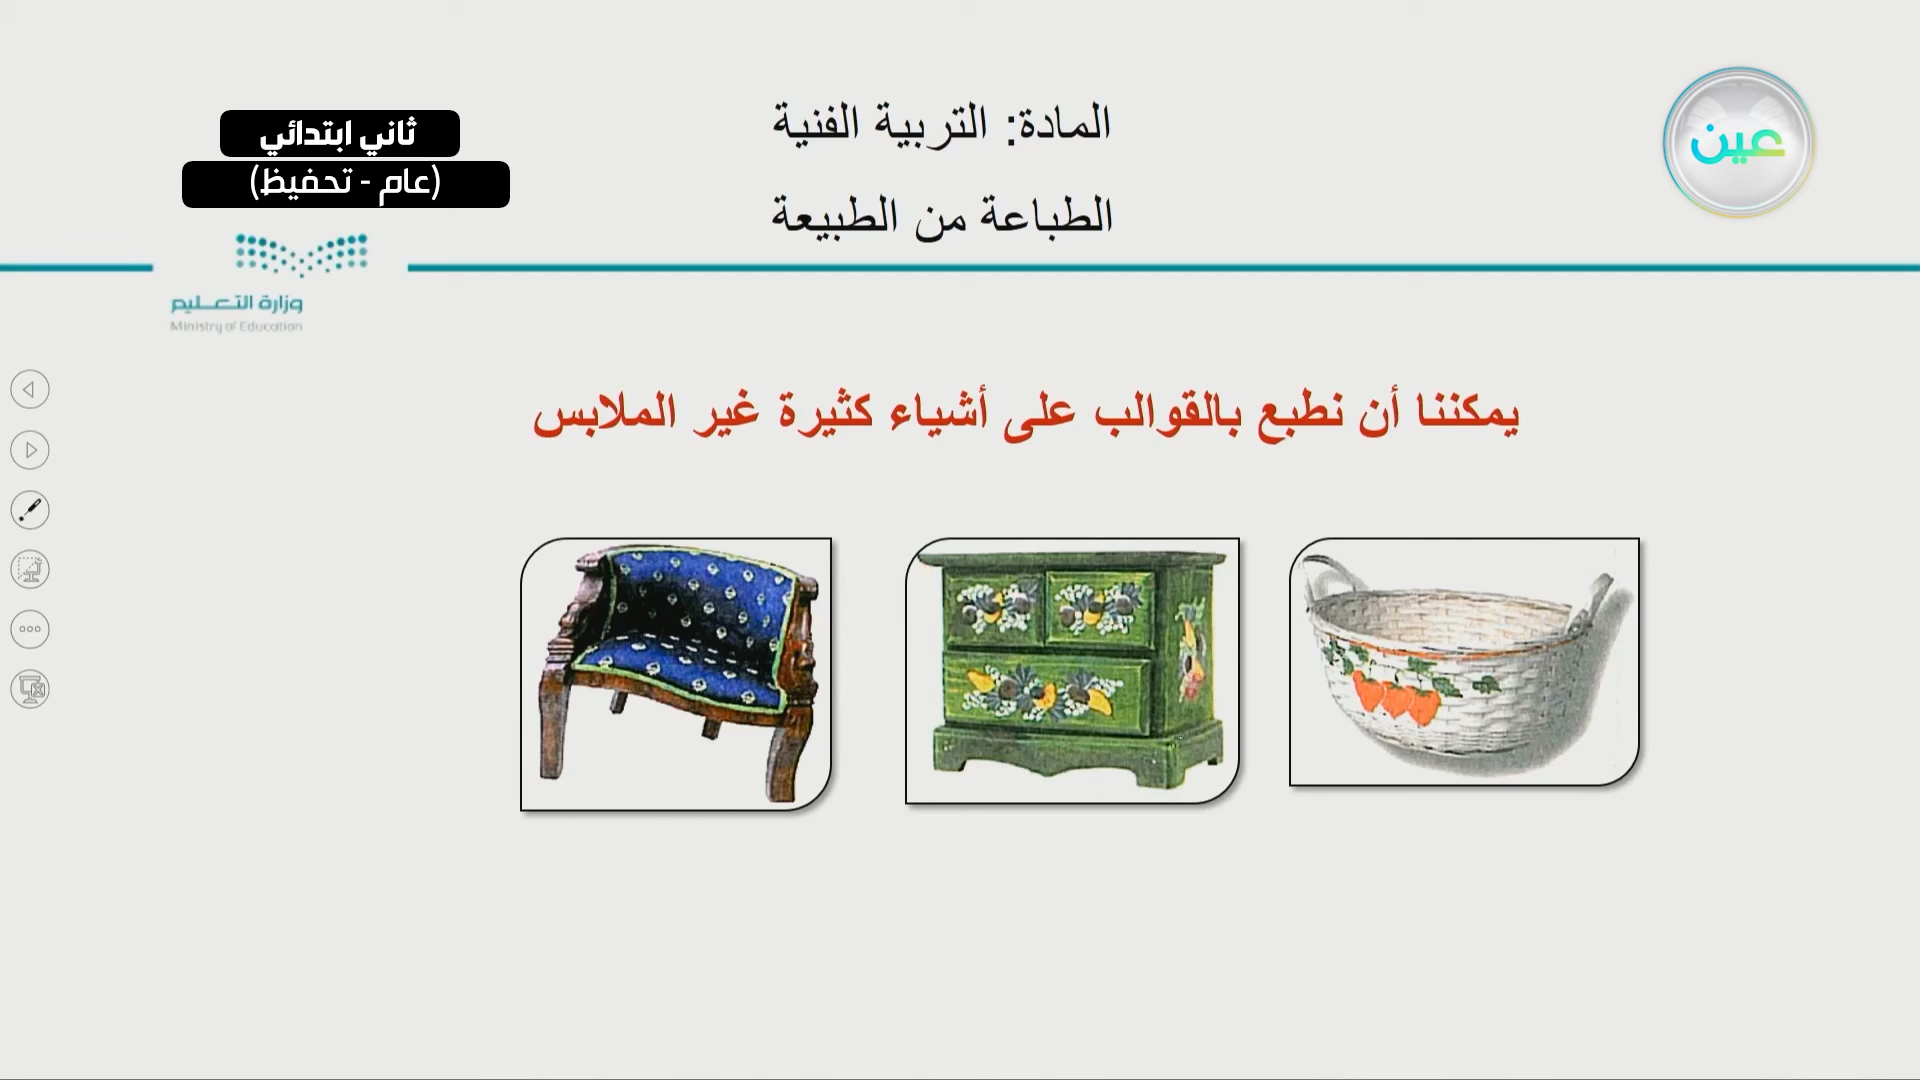 المادة: التربية الفنية
الطباعة من الطبيعة
عين
ثاني ابتدائي
(عام - تحفيظ)
وزارة التعليم
Ministry of Education
يمكننا أن نطبع بالقوالب على أشياء كثيرة غير الملابس